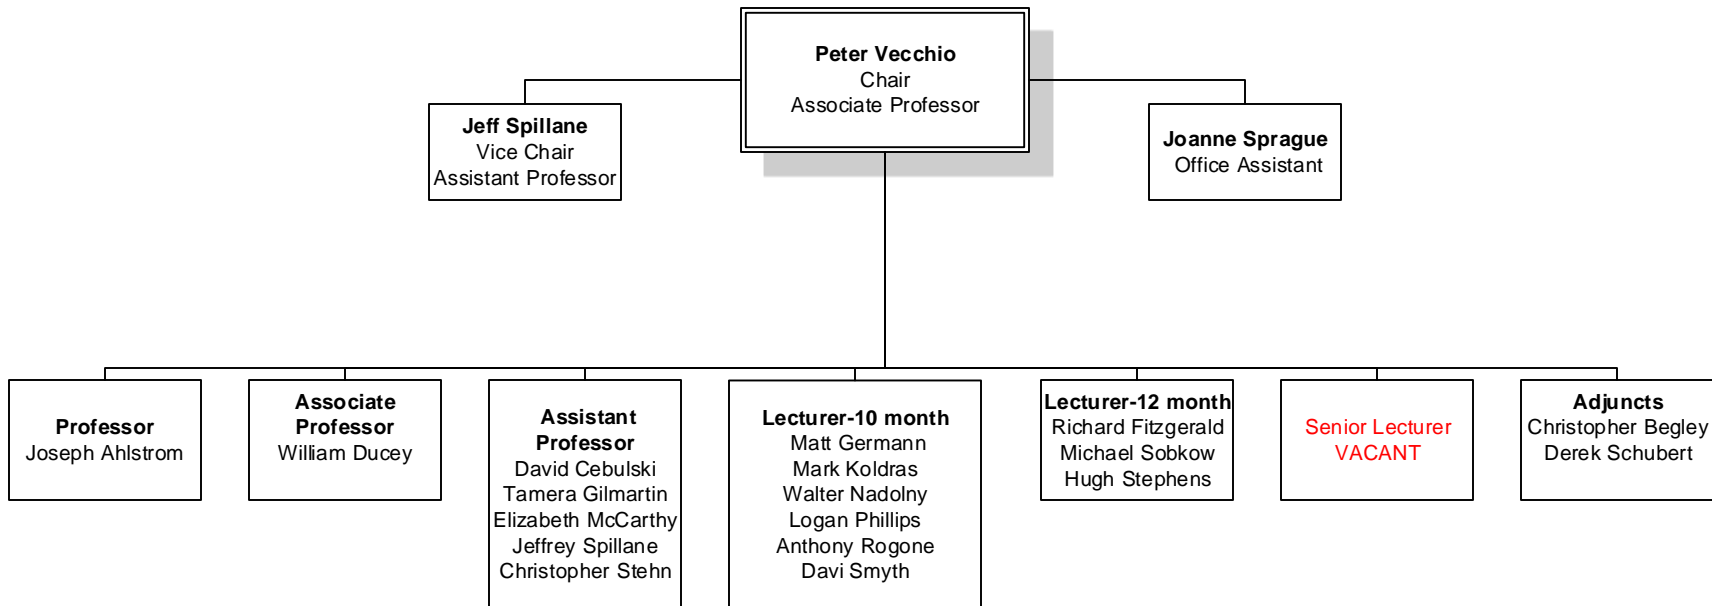 Peter Vecchio
Chair
Associate Professor
Jeff Spillane
Vice Chair
Assistant Professor
Joanne Sprague
Office Assistant
Professor
Joseph Ahlstrom
Associate
Professor
William Ducey
Assistant
Professor
David Cebulski
Tamera Gilmartin
Elizabeth McCarthy
Jeffrey Spillane
Christopher Stehn
Lecturer-10 month
Matt Germann
Mark Koldras
Walter Nadolny
Logan Phillips
Anthony Rogone
Davi Smyth
Lecturer-12 month
Richard Fitzgerald
Michael Sobkow
Hugh Stephens
Senior Lecturer
VACANT
Adjuncts
Christopher Begley
Derek Schubert